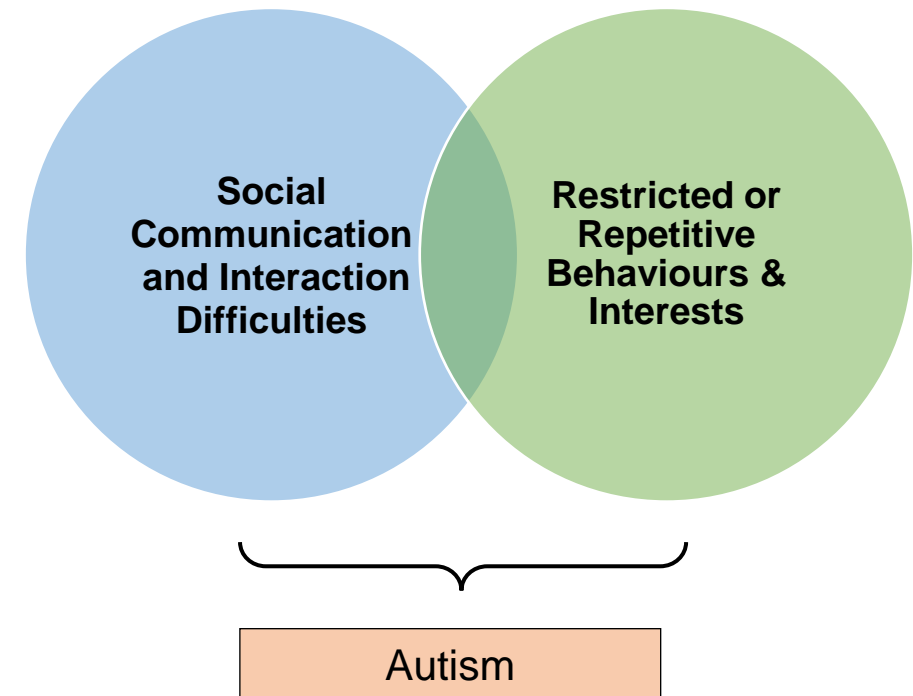 Social
Communication
and Interaction
Difficulties
Restricted or
Repetitive
Behaviours &
Interests
Autism